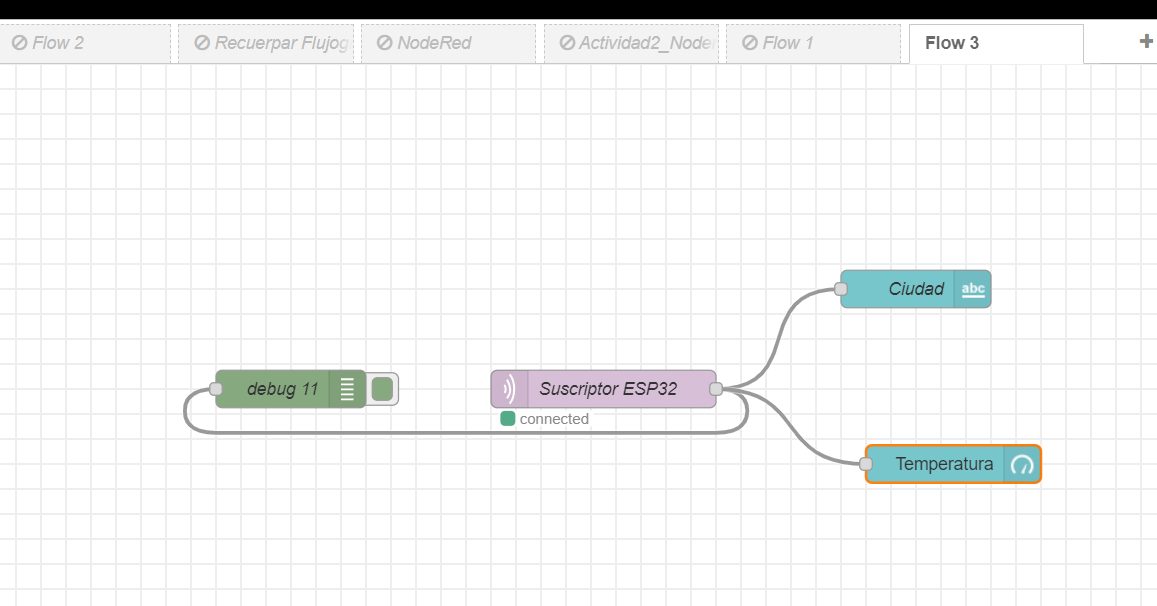 Flow 2
Recuerpar Flujog
NodeRed
Actividad2_Node
Flow 1
Flow 3
Ciudad
abc
debug 11
Suscriptor ESP32
connected
Temperatura